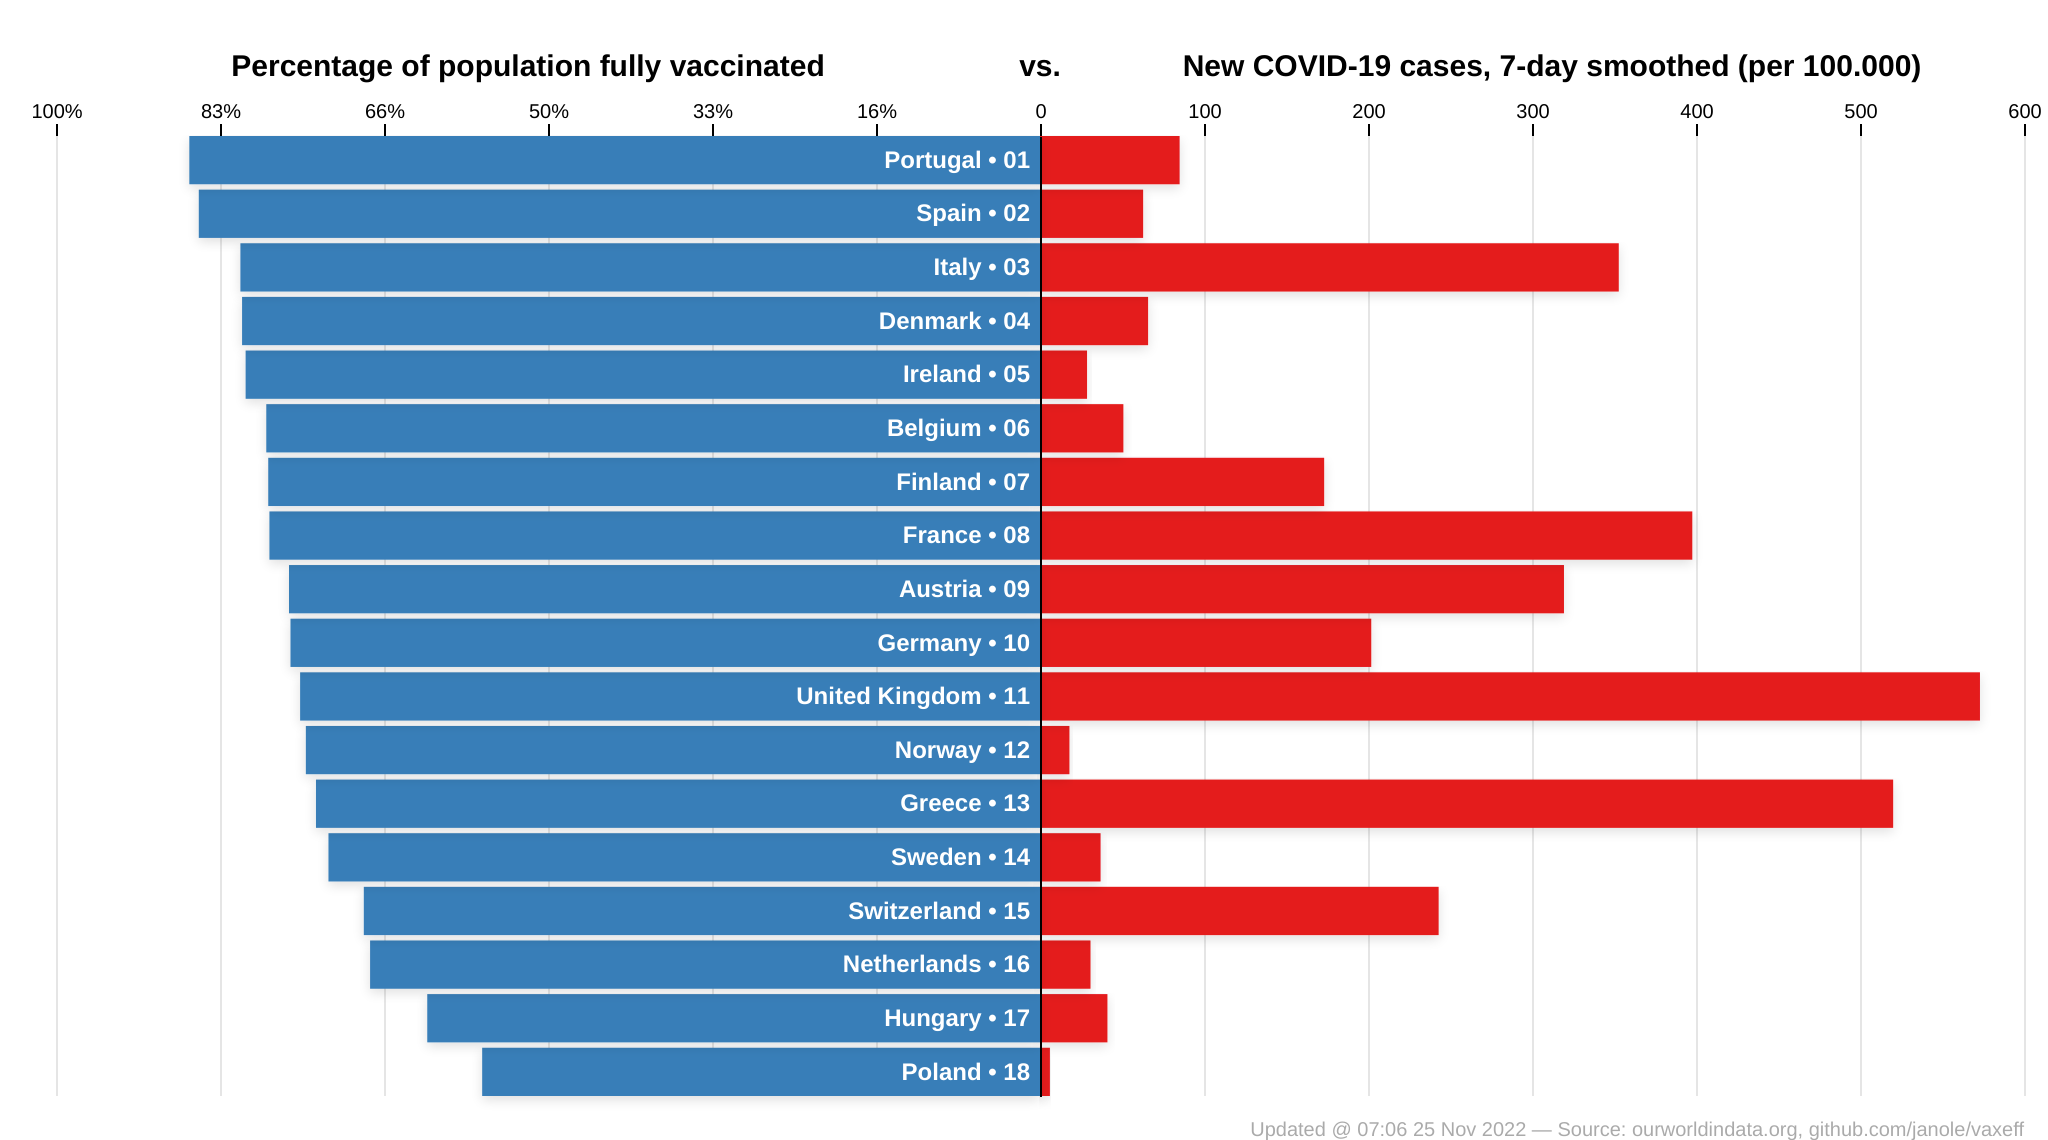 Percentage of population fully vaccinated vs. New COVID-19 cases, 7-day smoothed (per 100.000)
100% 83% 66% 50% 33% 16% 0 100 200 300 400 500 600
Portugal • 01
Spain • 02
Italy • 03
Denmark • 04
Ireland • 05
Belgium • 06
Finland • 07
France • 08
Austria • 09
Germany • 10
United Kingdom • 11
Norway • 12
Greece • 13
Sweden • 14
Switzerland • 15
Netherlands • 16
Hungary • 17
Poland • 18
Updated @ 07:06 25 Nov 2022 — Source: ourworldindata.org, github.com/janole/vaxeff